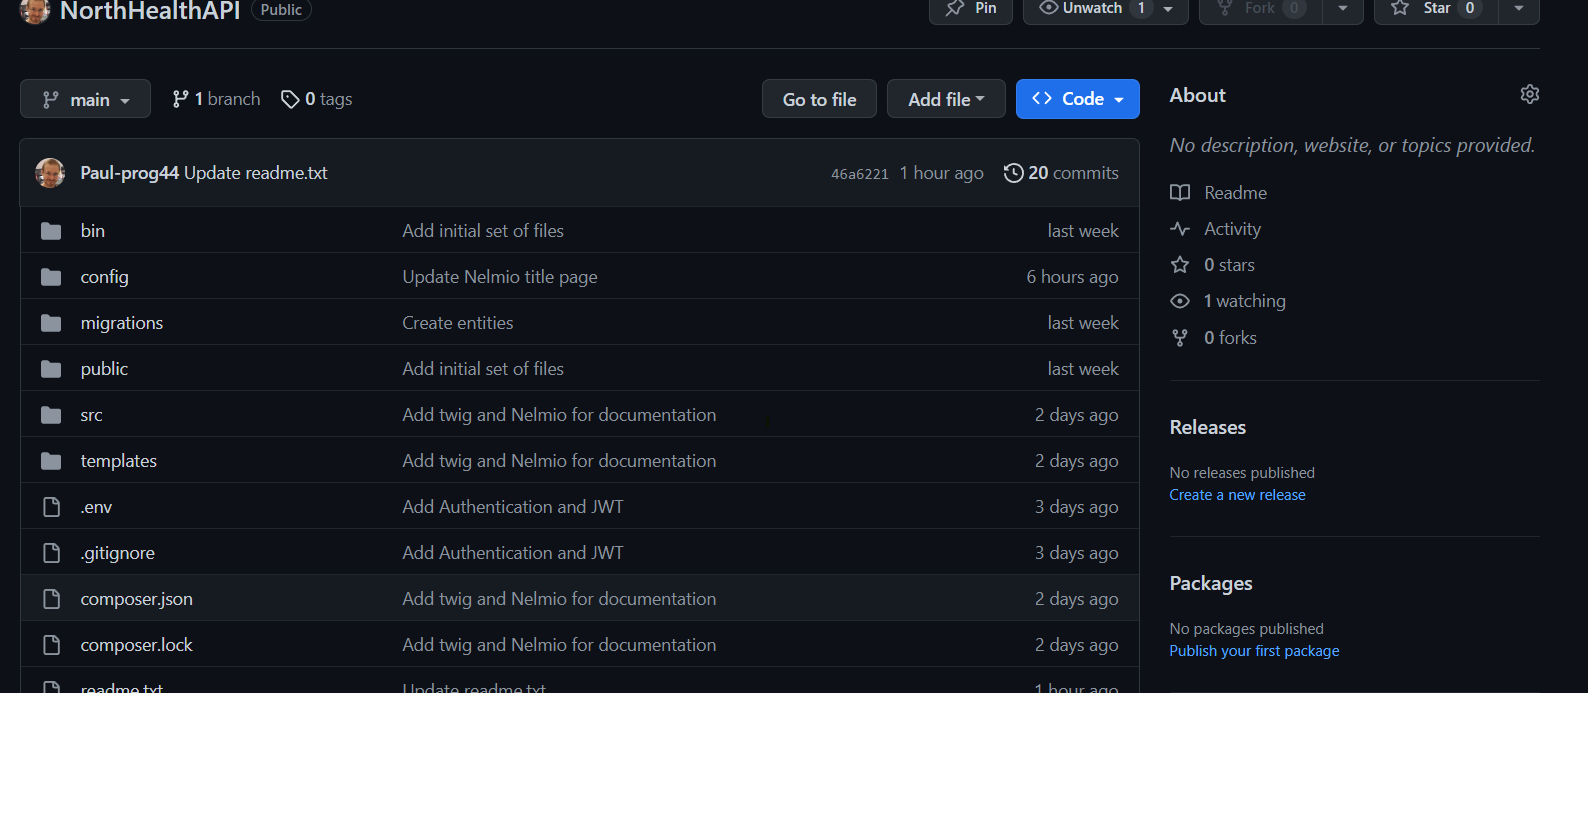 NorthHealthAPI Public
Pin Unwatch 1 Fork 0 Star 0
main 1 branch 0 tags Go to file Add file Code
Paul-prog44 Update readme.txt 46a6221 1 hour ago 20 commits
bin Add initial set of files last week
config Update Nelmio title page 6 hours ago
migrations Create entities last week
public Add initial set of files last week
src Add twig and Nelmio for documentation 2 days ago
templates Add twig and Nelmio for documentation 2 days ago
.env Add Authentication and JWT 3 days ago
.gitignore Add Authentication and JWT 3 days ago
composer.json Add twig and Nelmio for documentation 2 days ago
composer.lock Add twig and Nelmio for documentation 2 days ago
readme.txt Update readme.txt 1 hour ago
About
No description, website, or topics provided.
Readme
Activity
0 stars
1 watching
0 forks
Releases
No releases published
Create a new release
Packages
No packages published
Publish your first package